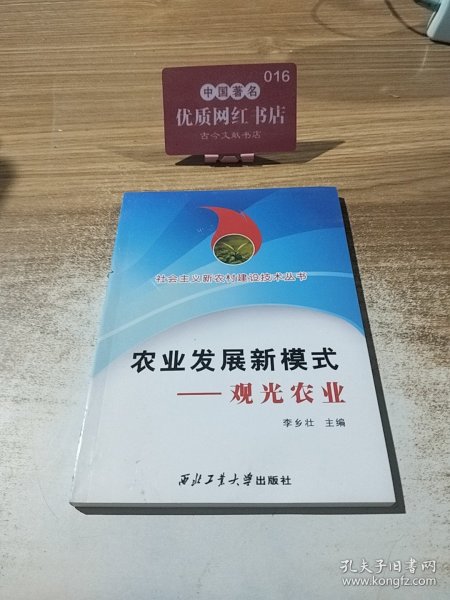 016
中国著名
优质网红书店
古今文献书店
社会主义新农村建设技术丛书
农业发展新模式
——观光农业
李乡壮 主编
西北工业大学出版社
孔夫子旧书网
www.kongfz.com